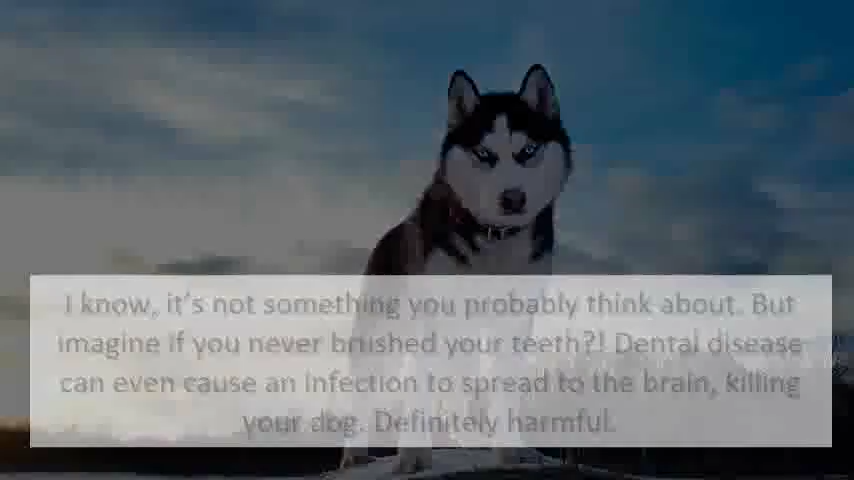 I know, it's not something you probably think about. But
imagine if you never brushed your teeth?! Dental disease
can even cause an infection to spread to the brain, killing
your dog. Definitely harmful.